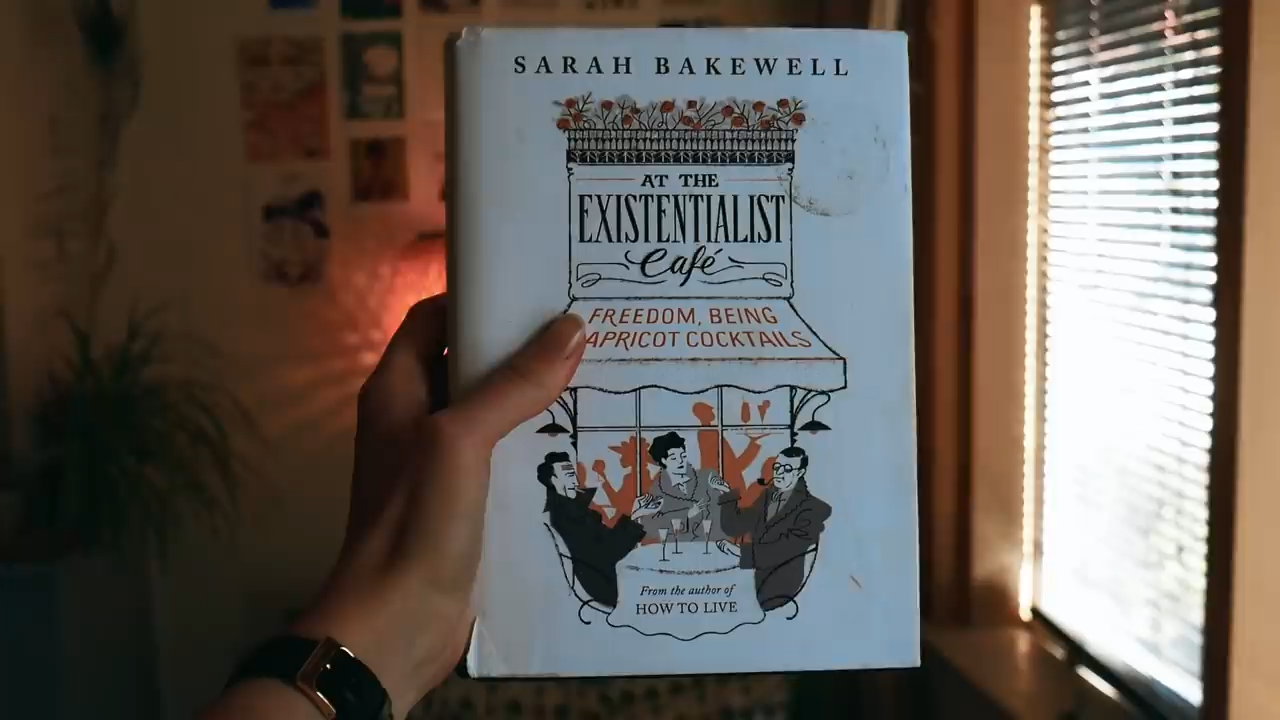 SARAH BAKEWELL
AT THE
EXISTENTIALIST
Café
FREEDOM, BEING
APRICOT COCKTAILS
From the author of
HOW TO LIVE